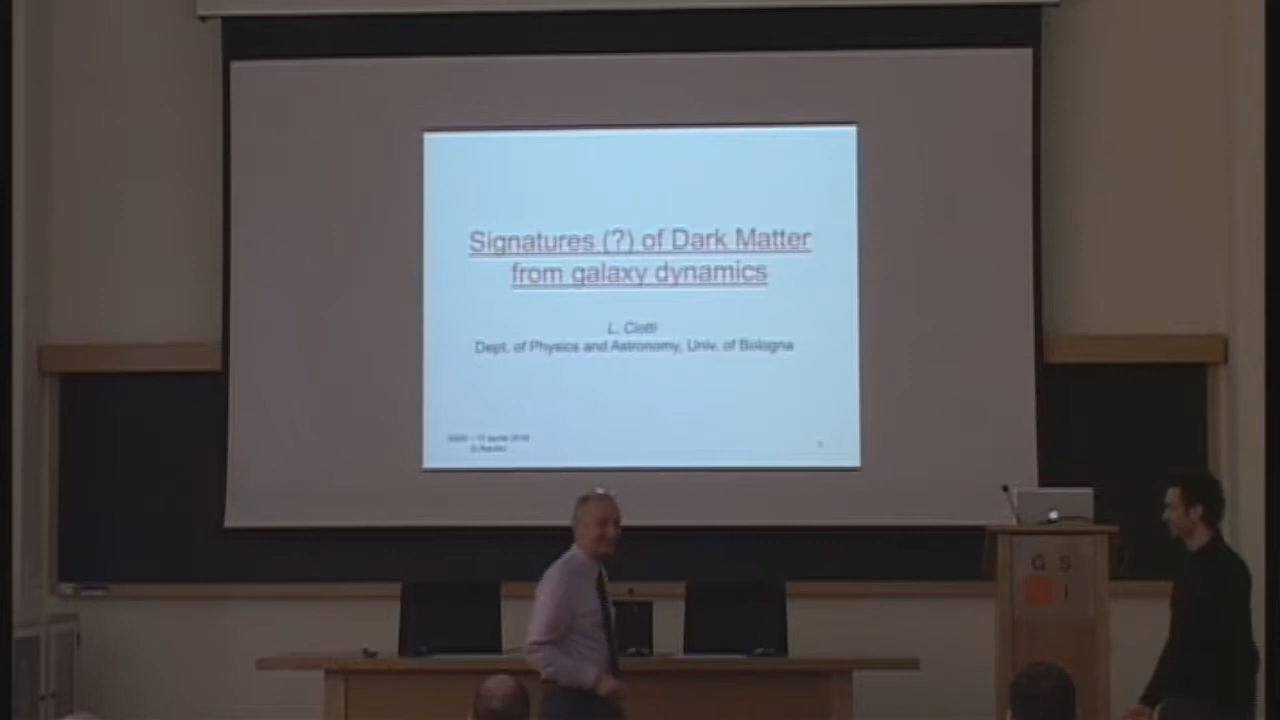 Signatures (?) of Dark Matter
from galaxy dynamics
L. Ciotti
Dept. of Physics and Astronomy, Univ. of Bologna
G S
I